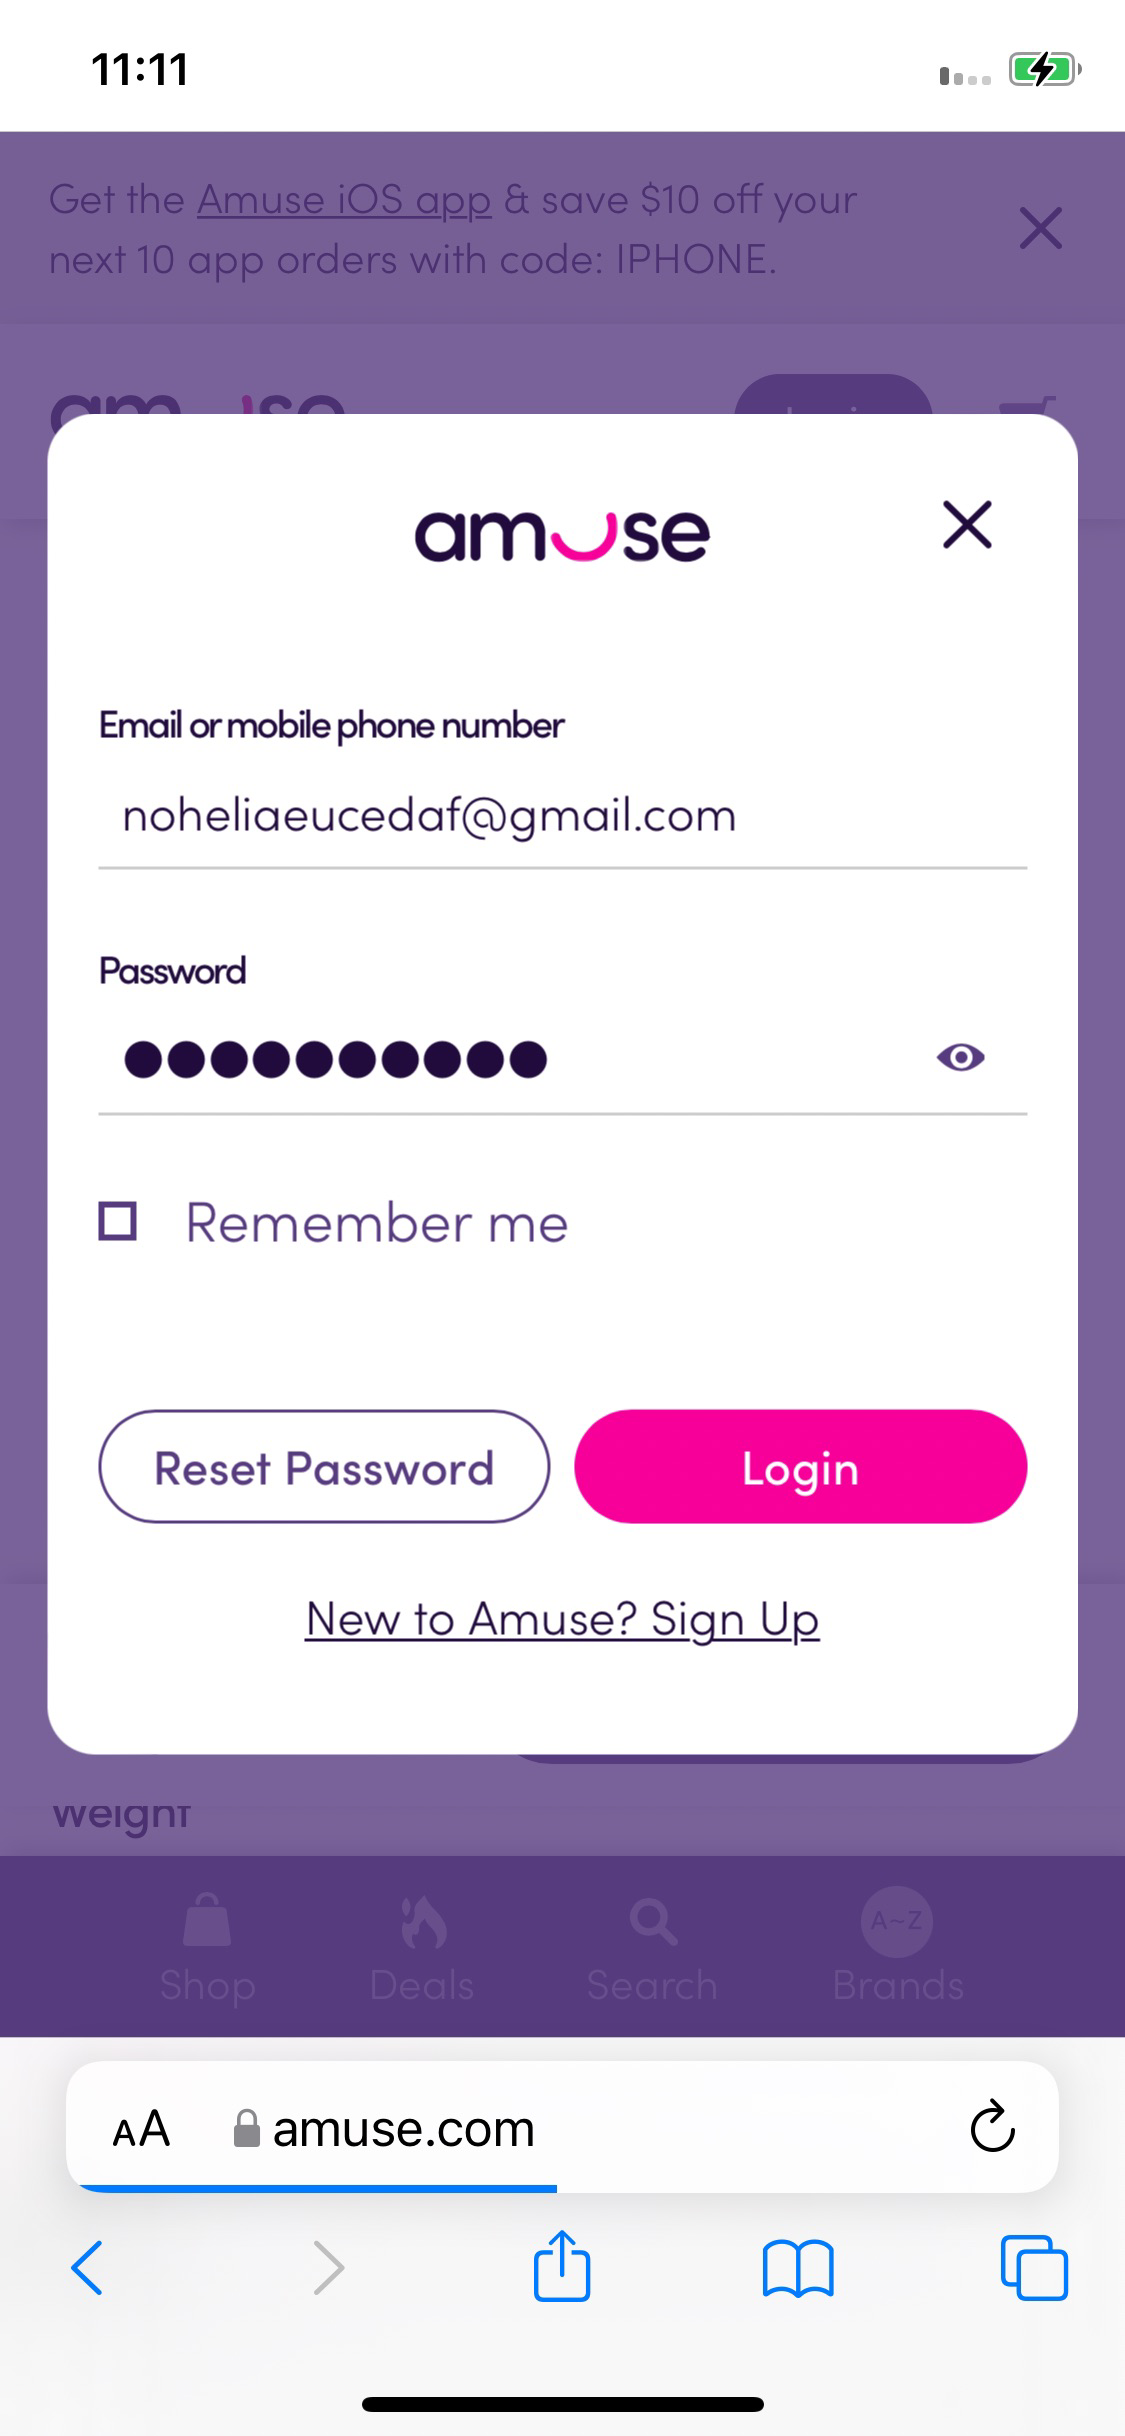 11:11
Get the Amuse iOS app & save $10 off your
next 10 app orders with code: IPHONE.
amuse
Login
amuse
Email or mobile phone number
noheliaeucedaf@gmail.com
Password
Remember me
Reset Password
Login
New to Amuse? Sign Up
weight
Shop
Deals
A~Z
Search
Brands
AA
amuse.com